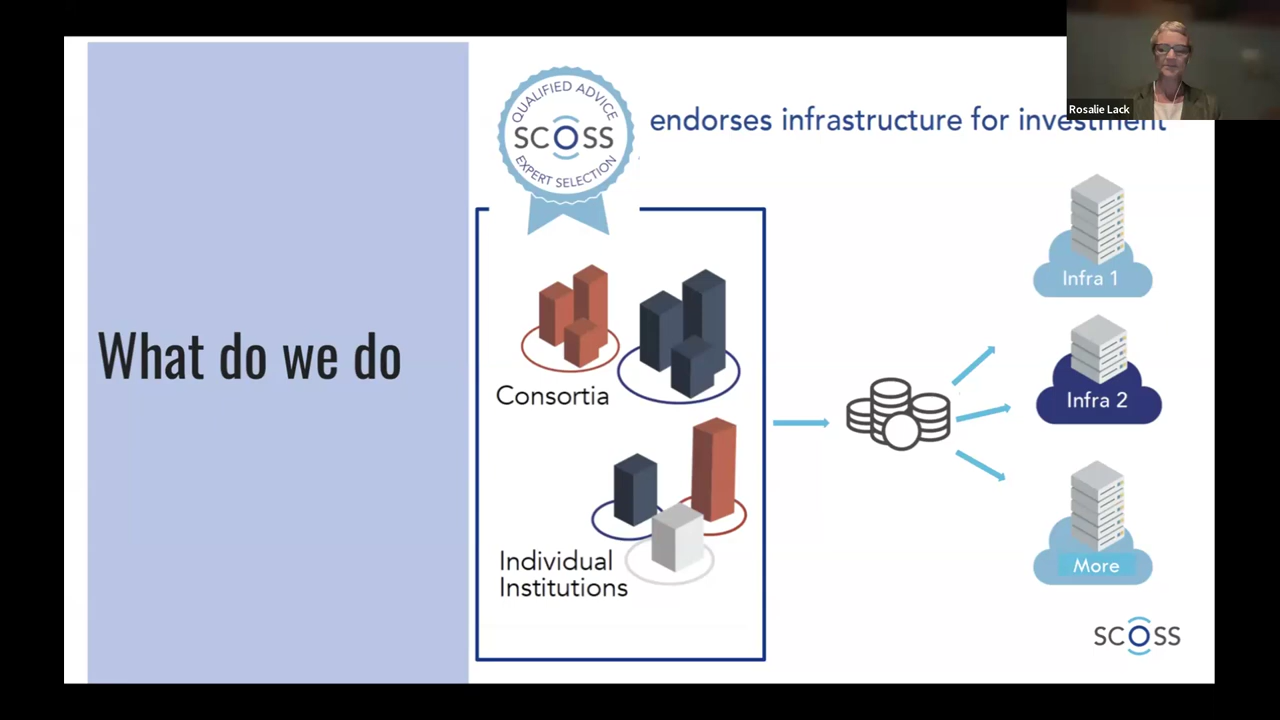 What do we do
QUALIFIED ADVICE
SCOSS
EXPERT SELECTION
endorses infrastructure for investment
Rosalie Lack
Consortia
Individual
Institutions
Infra 1
Infra 2
More
SCOSS